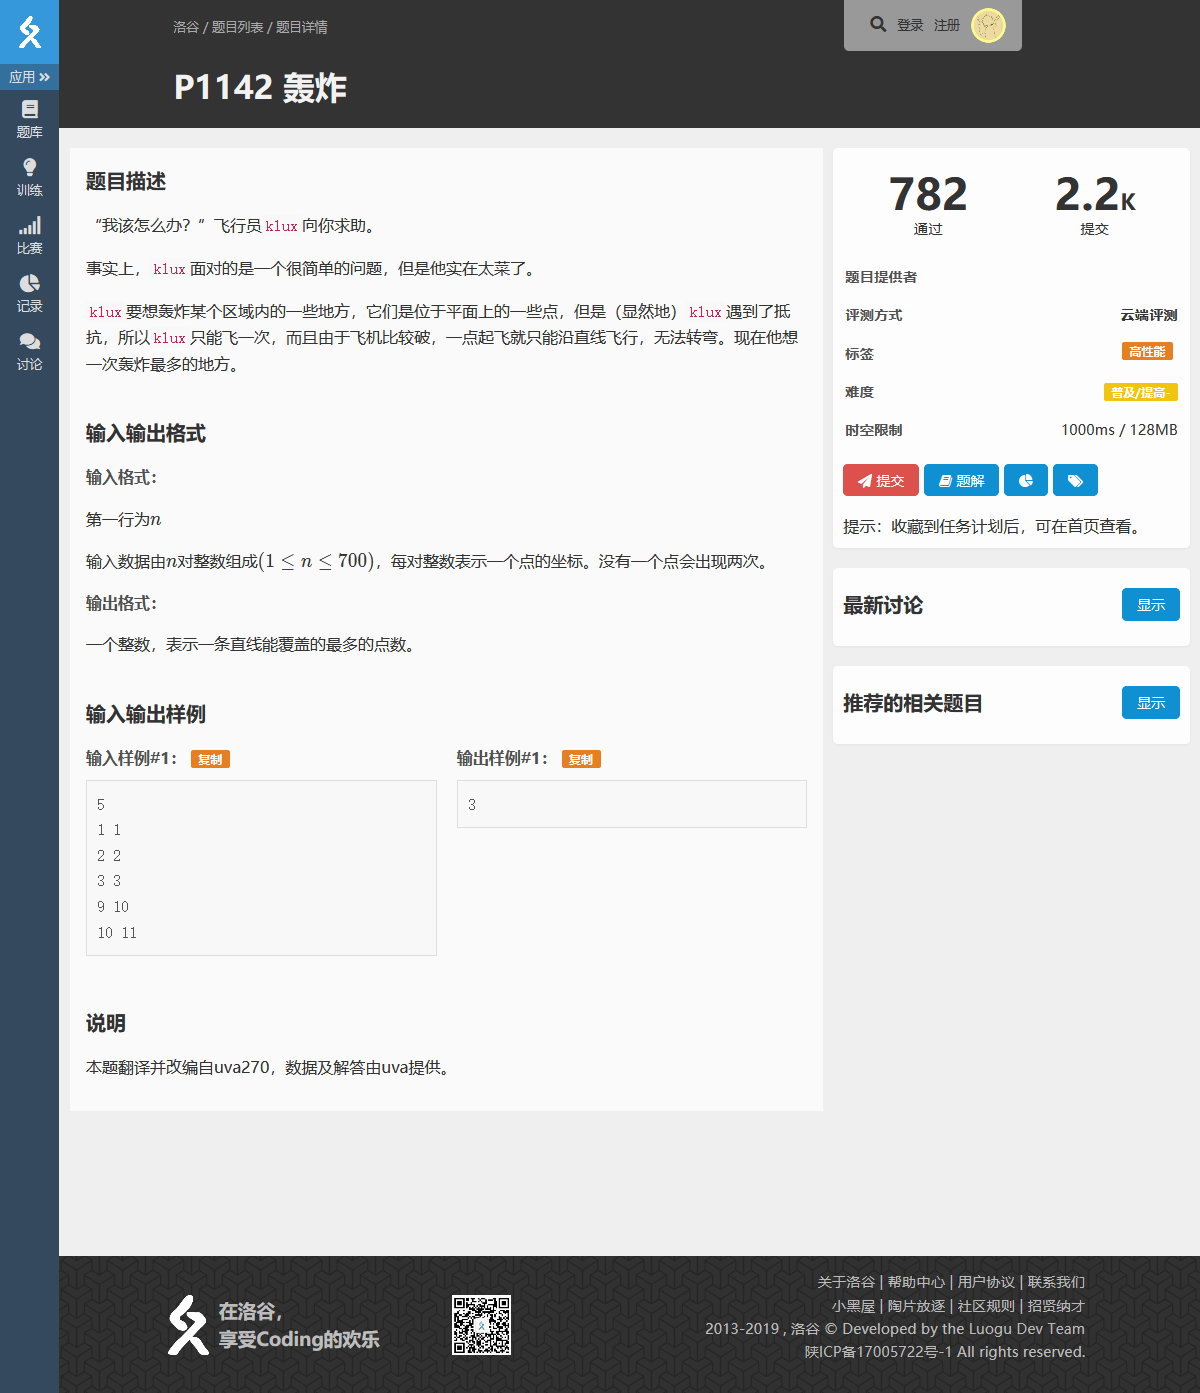 洛谷 / 题目列表 / 题目详情
登录 注册
P1142 轰炸
应用
题库
训练
比赛
记录
讨论
题目描述
“我该怎么办？”飞行员 klux 向你求助。
事实上， klux 面对的是一个很简单的问题，但是他实在太菜了。
klux 要想轰炸某个区域内的一些地方，它们是位于平面上的一些点，但是（显然地） klux 遇到了抵
抗，所以 klux 只能飞一次，而且由于飞机比较破，一点起飞就只能沿直线飞行，无法转弯。现在他想
一次轰炸最多的地方。
输入输出格式
输入格式：
第一行为n
输入数据由n对整数组成(1 ≤ n ≤ 700)，每对整数表示一个点的坐标。没有一个点会出现两次。
输出格式：
一个整数，表示一条直线能覆盖的最多的点数。
输入输出样例
输入样例#1： 复制
5
1 1
2 2
3 3
9 10
10 11
输出样例#1： 复制
3
说明
本题翻译并改编自uva270，数据及解答由uva提供。
782
通过
2.2K
提交
题目提供者
评测方式 云端评测
标签 高性能
难度 普及/提高-
时空限制 1000ms / 128MB
提交 题解
提示：收藏到任务计划后，可在首页查看。
最新讨论 显示
推荐的相关题目 显示
在洛谷，
享受Coding的欢乐
关于洛谷 | 帮助中心 | 用户协议 | 联系我们
小黑屋 | 陶片放逐 | 社区规则 | 招贤纳才
2013-2019 , 洛谷 © Developed by the Luogu Dev Team
陕ICP备17005722号-1 All rights reserved.